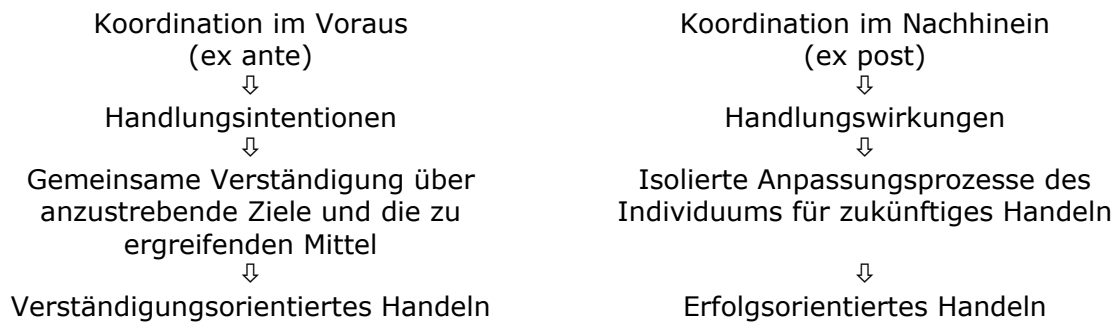 Koordination im Voraus
(ex ante)
⇩
Handlungsintentionen
⇩
Gemeinsame Verständigung über
anzustrebende Ziele und die zu
ergreifenden Mittel
⇩
Verständigungsorientiertes Handeln
Koordination im Nachhinein
(ex post)
⇩
Handlungswirkungen
⇩
Isolierte Anpassungsprozesse des
Individuums für zukünftiges Handeln
⇩
Erfolgsorientiertes Handeln